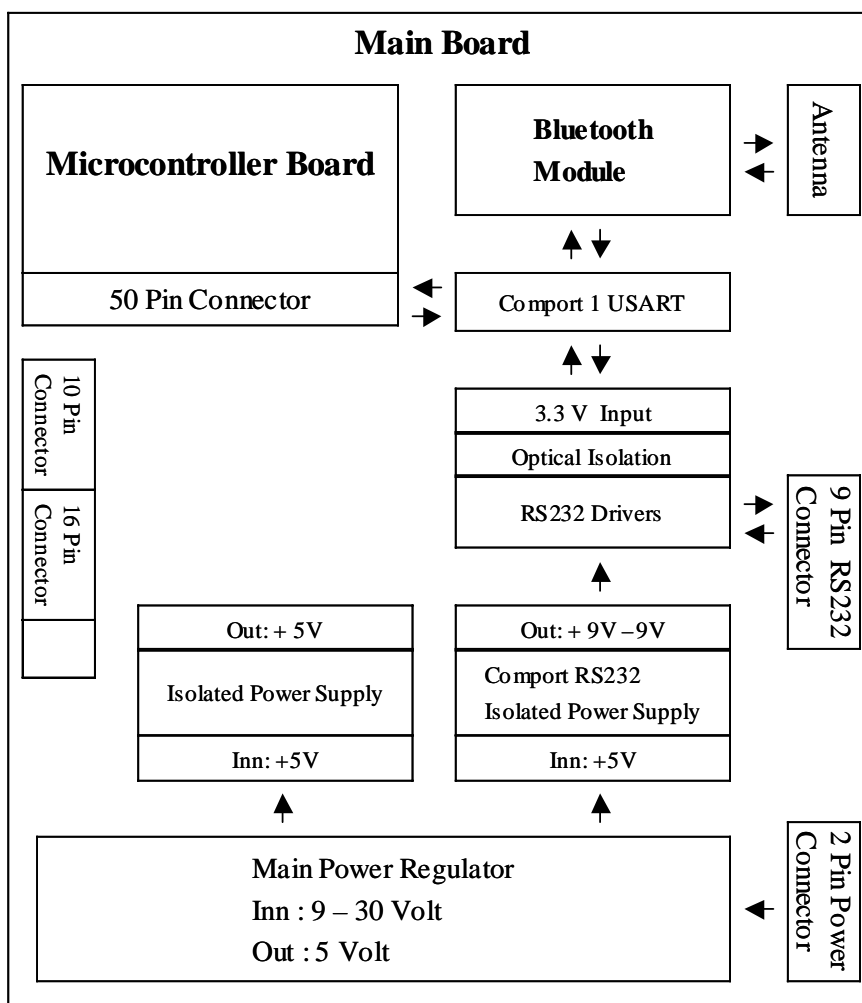 Main Board
Microcontroller Board
50 Pin Connector
Bluetooth
Module
Antenna
Comport 1 USART
3.3 V Input
Optical Isolation
RS232 Drivers
9 Pin RS232
Connector
10 Pin
Connector
16 Pin
Connector
Out: + 5V
Isolated Power Supply
Inn: +5V
Out: + 9V –9V
Comport RS232
Isolated Power Supply
Inn: +5V
Main Power Regulator
Inn : 9 – 30 Volt
Out : 5 Volt
2 Pin Power
Connector